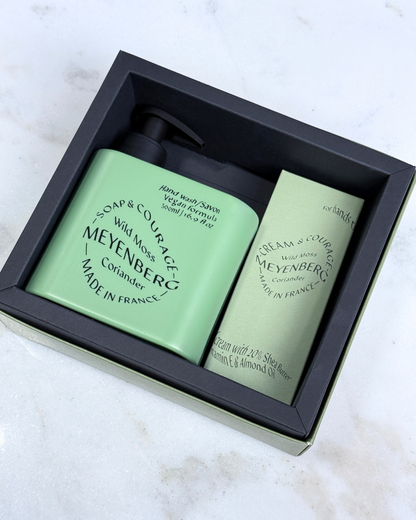 Hand Wash/Savon
Vegan formula
500ml / 16.9 fl.oz
SOAP & COURAGE
Wild Moss
MEYENBERG
Coriander
MADE IN FRANCE
for hands
CREAM & COURAGE
Wild Moss
MEYENBERG
Coriander
MADE IN FRANCE
Cream with 20% Shea Butter
Vitamin E & Almond Oil